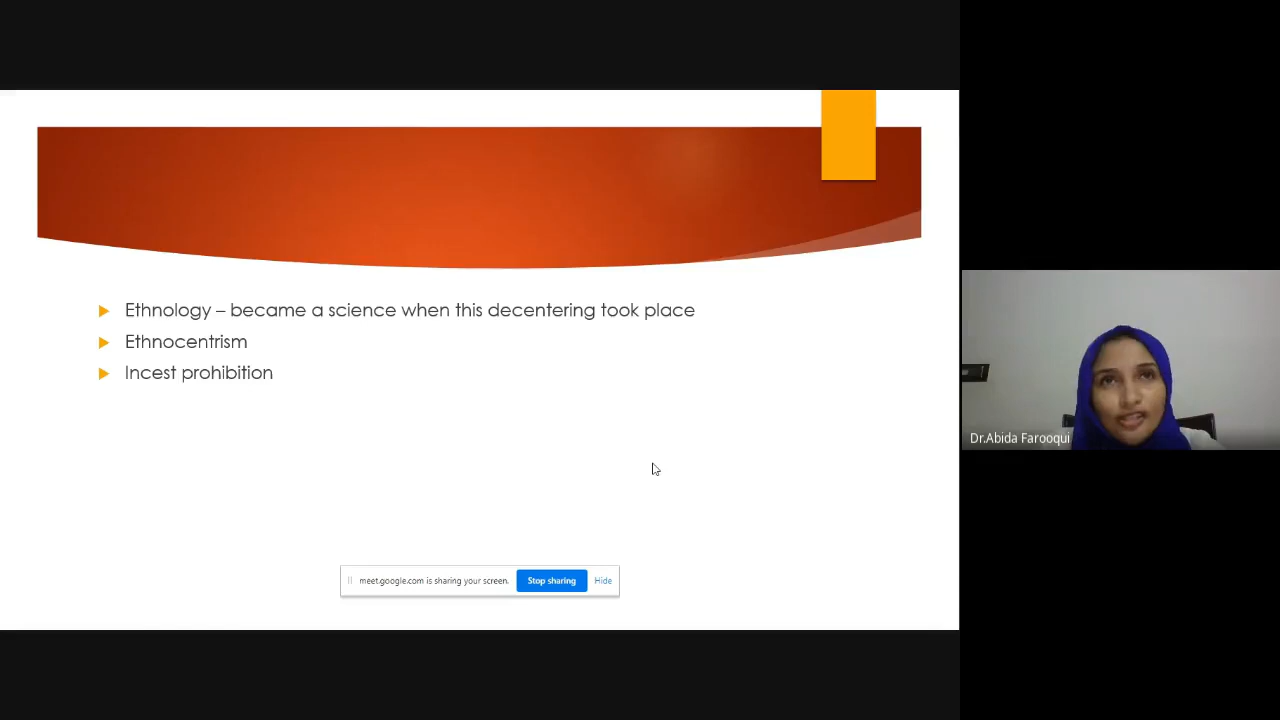 Ethnology – became a science when this decentering took place
Ethnocentrism
Incest prohibition
Dr.Abida Farooqui
meet.google.com is sharing your screen.
Stop sharing
Hide